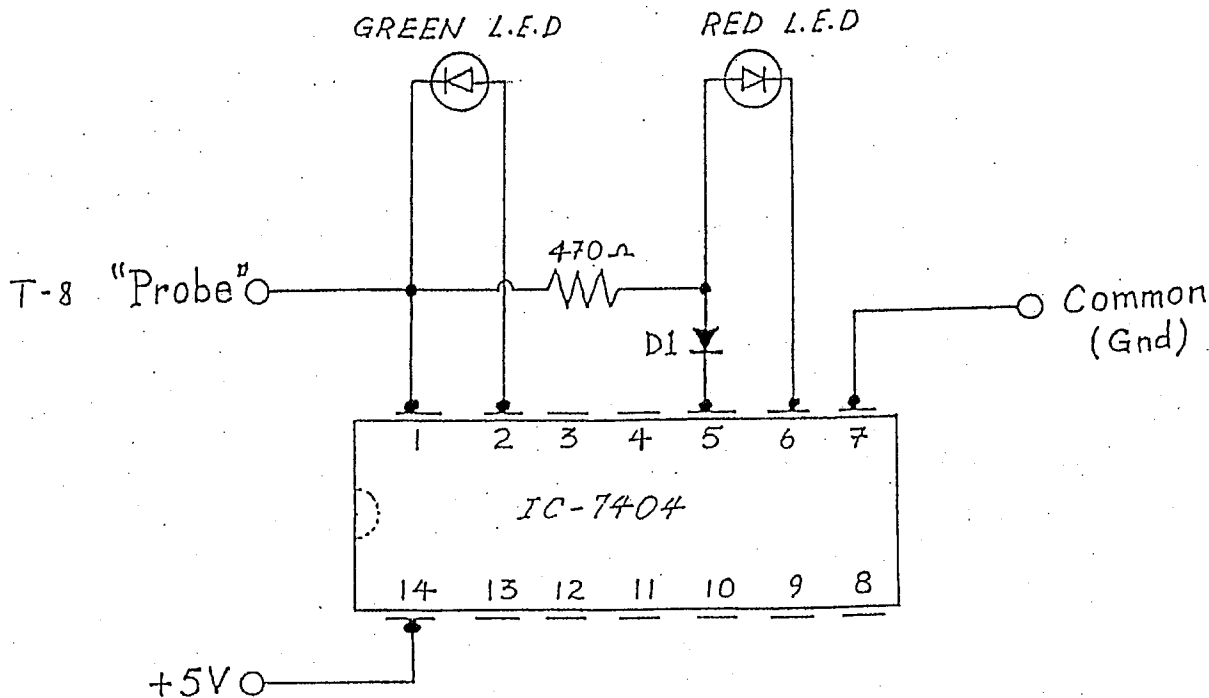 GREEN L.E.D
RED L.E.D
470Ω
T-8 "Probe"
Common
(Gnd)
D1
1 2 3 4 5 6 7
IC-7404
14 13 12 11 10 9 8
+5V